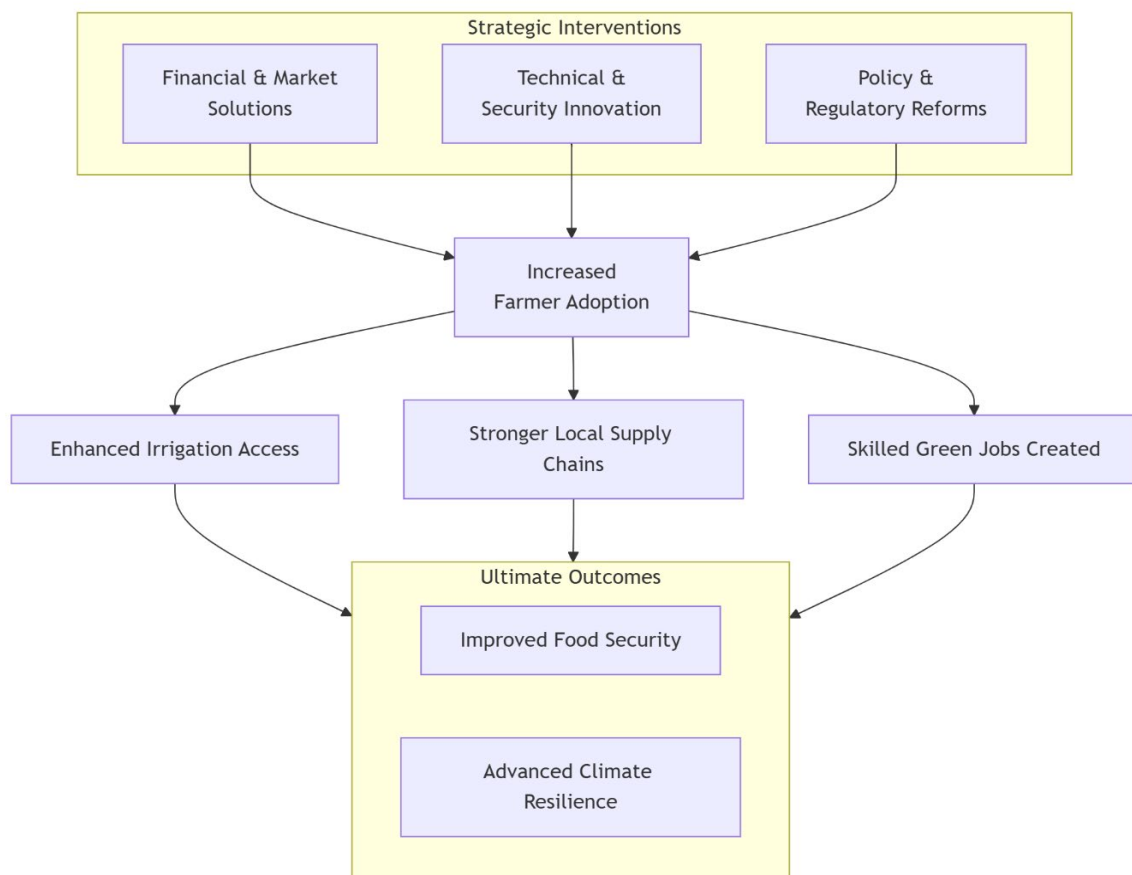 Strategic Interventions
Financial & Market
Solutions
Technical &
Security Innovation
Policy &
Regulatory Reforms
Increased
Farmer Adoption
Enhanced Irrigation Access
Stronger Local Supply
Chains
Skilled Green Jobs Created
Ultimate Outcomes
Improved Food Security
Advanced Climate
Resilience